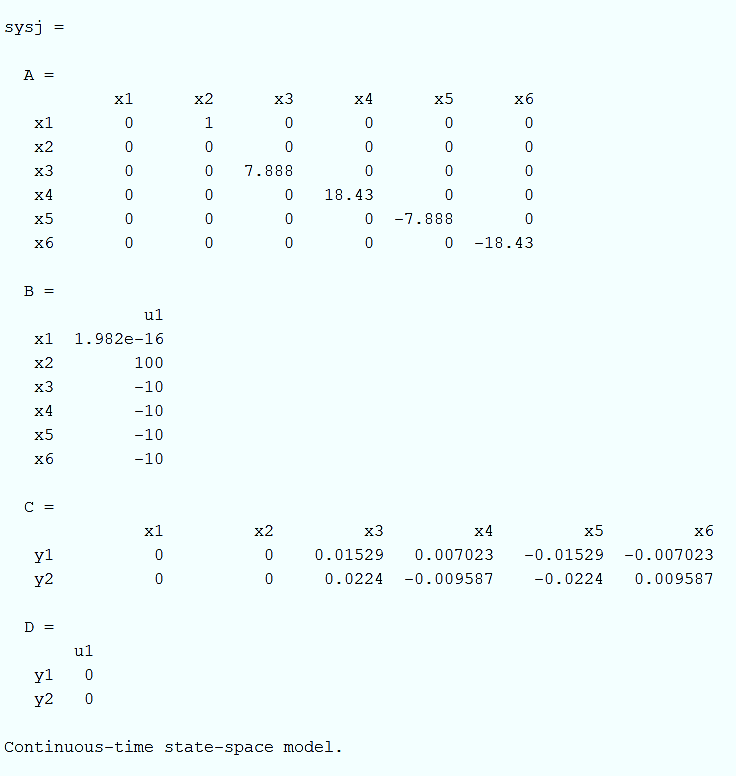 sysj =
A =
x1 x2 x3 x4 x5 x6
x1 0 1 0 0 0 0
x2 0 0 0 0 0 0
x3 0 0 7.888 0 0 0
x4 0 0 0 18.43 0 0
x5 0 0 0 0 -7.888 0
x6 0 0 0 0 0 -18.43
B =
u1
x1 1.982e-16
x2 100
x3 -10
x4 -10
x5 -10
x6 -10
C =
x1 x2 x3 x4 x5 x6
y1 0 0 0.01529 0.007023 -0.01529 -0.007023
y2 0 0 0.0224 -0.009587 -0.0224 0.009587
D =
u1
y1 0
y2 0
Continuous-time state-space model.